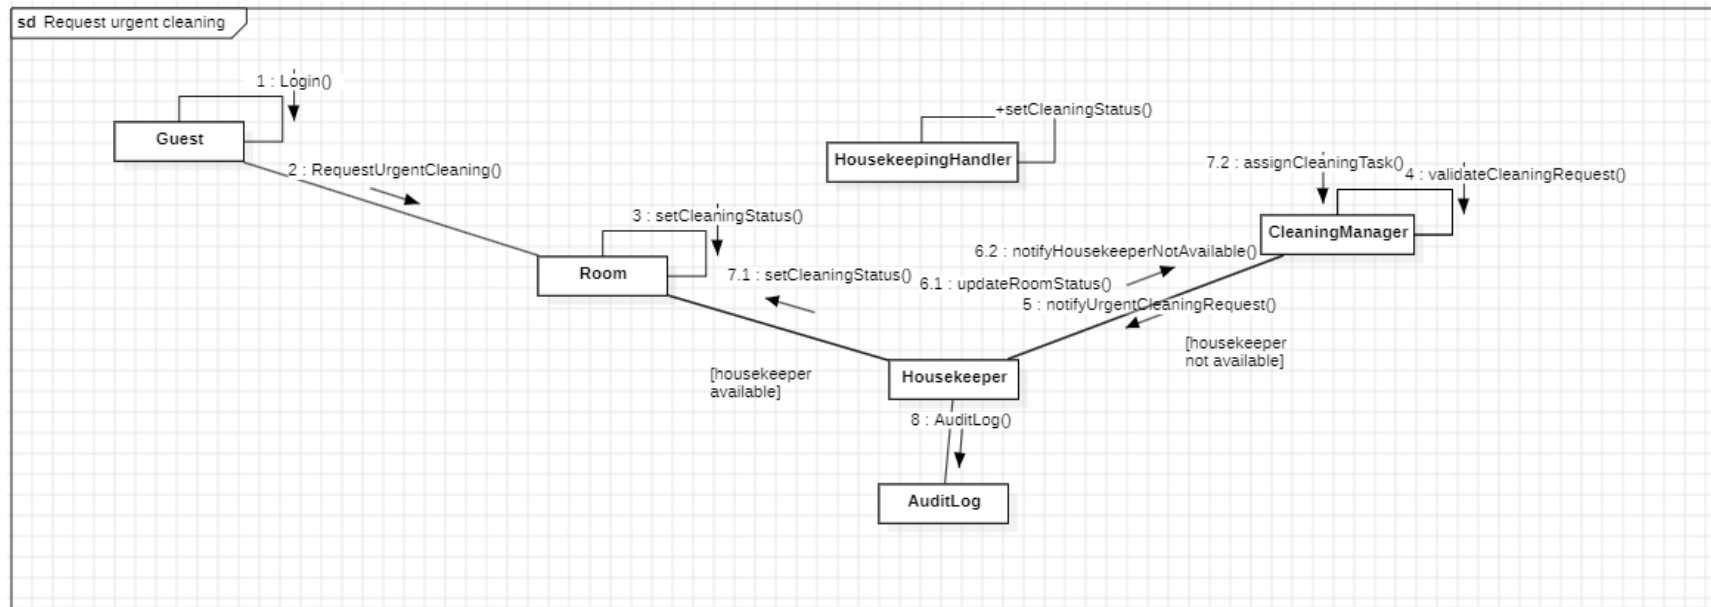 sd Request urgent cleaning
1 : Login()
Guest
2 : RequestUrgentCleaning()
+setCleaningStatus()
HousekeepingHandler
7.2 : assignCleaningTask()
4 : validateCleaningRequest()
CleaningManager
3 : setCleaningStatus()
Room
7.1 : setCleaningStatus()
6.2 : notifyHousekeeperNotAvailable()
6.1 : updateRoomStatus()
5 : notifyUrgentCleaningRequest()
[housekeeper
not available]
[housekeeper
available]
Housekeeper
8 : AuditLog()
AuditLog